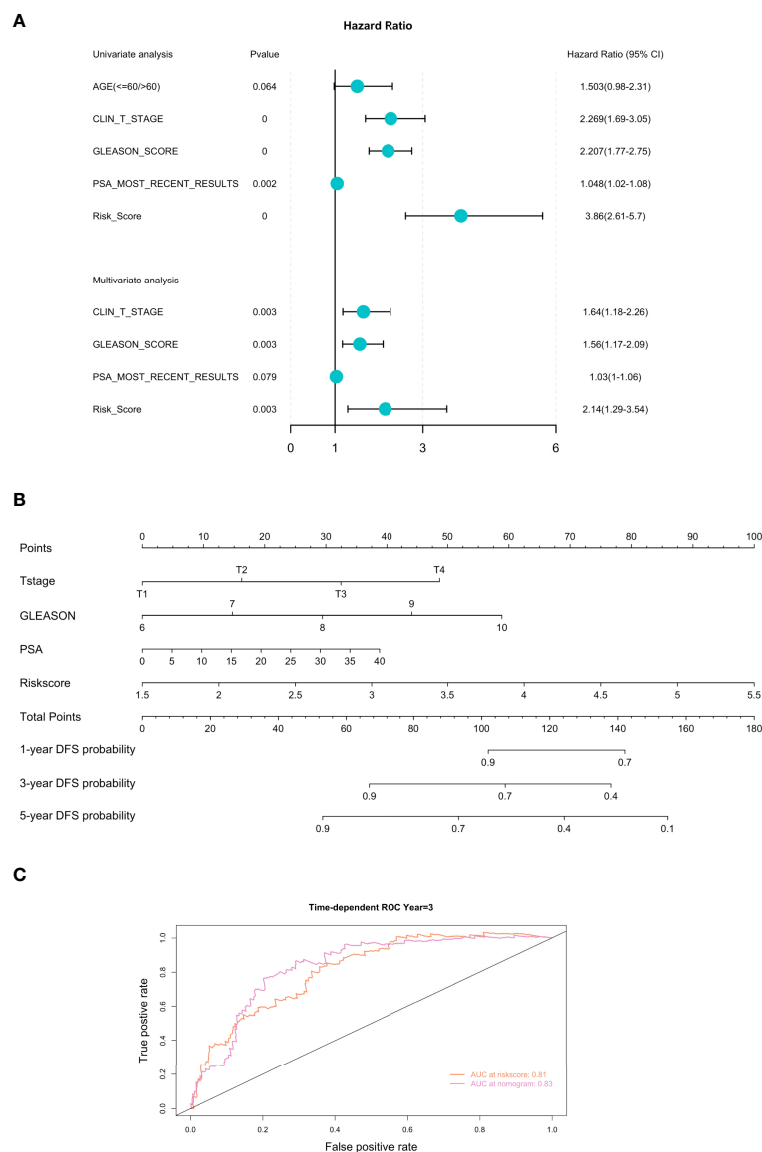 A
Hazard Ratio
Univariate analysis Pvalue Hazard Ratio (95% CI)
AGE(<=60/>60) 0.064 1.503(0.98-2.31)
CLIN_T_STAGE 0 2.269(1.69-3.05)
GLEASON_SCORE 0 2.207(1.77-2.75)
PSA_MOST_RECENT_RESULTS 0.002 1.048(1.02-1.08)
Risk_Score 0 3.86(2.61-5.7)
Multivariate analysis
CLIN_T_STAGE 0.003 1.64(1.18-2.26)
GLEASON_SCORE 0.003 1.56(1.17-2.09)
PSA_MOST_RECENT_RESULTS 0.079 1.03(1-1.06)
Risk_Score 0.003 2.14(1.29-3.54)
0 1 3 6
B
Points 0 10 20 30 40 50 60 70 80 90 100
Tstage T1 T2 T3 T4
GLEASON 6 7 8 9 10
PSA 0 5 10 15 20 25 30 35 40
Riskscore 1.5 2 2.5 3 3.5 4 4.5 5 5.5
Total Points 0 20 40 60 80 100 120 140 160 180
1-year DFS probability 0.9 0.7
3-year DFS probability 0.9 0.7 0.4
5-year DFS probability 0.9 0.7 0.4 0.1
C
Time-dependent ROC Year=3
True postive rate
1.0
0.8
0.6
0.4
0.2
0.0
AUC at riskscore: 0.81
AUC at nomogram: 0.83
0.0 0.2 0.4 0.6 0.8 1.0
False positive rate